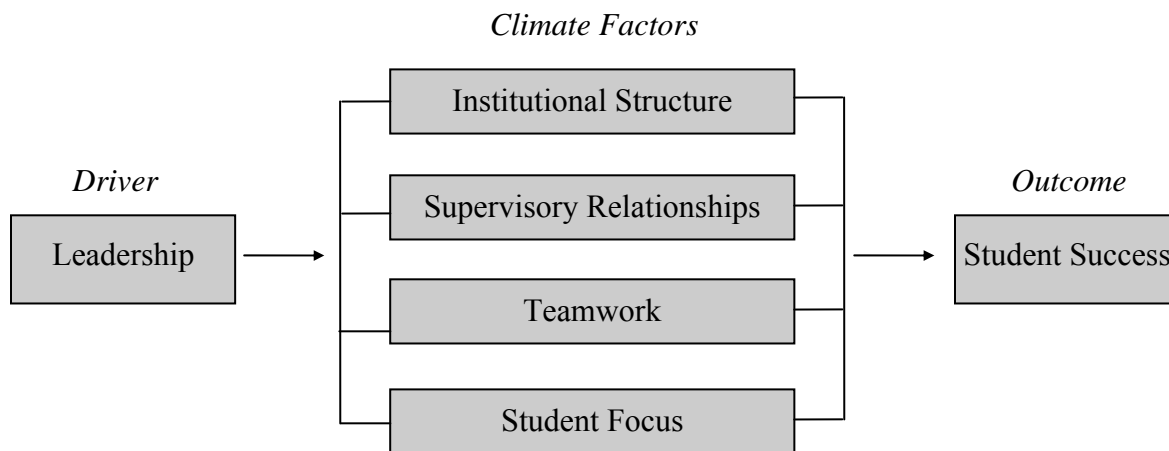 Climate Factors
Institutional Structure
Driver
Leadership
Supervisory Relationships
Teamwork
Student Focus
Outcome
Student Success